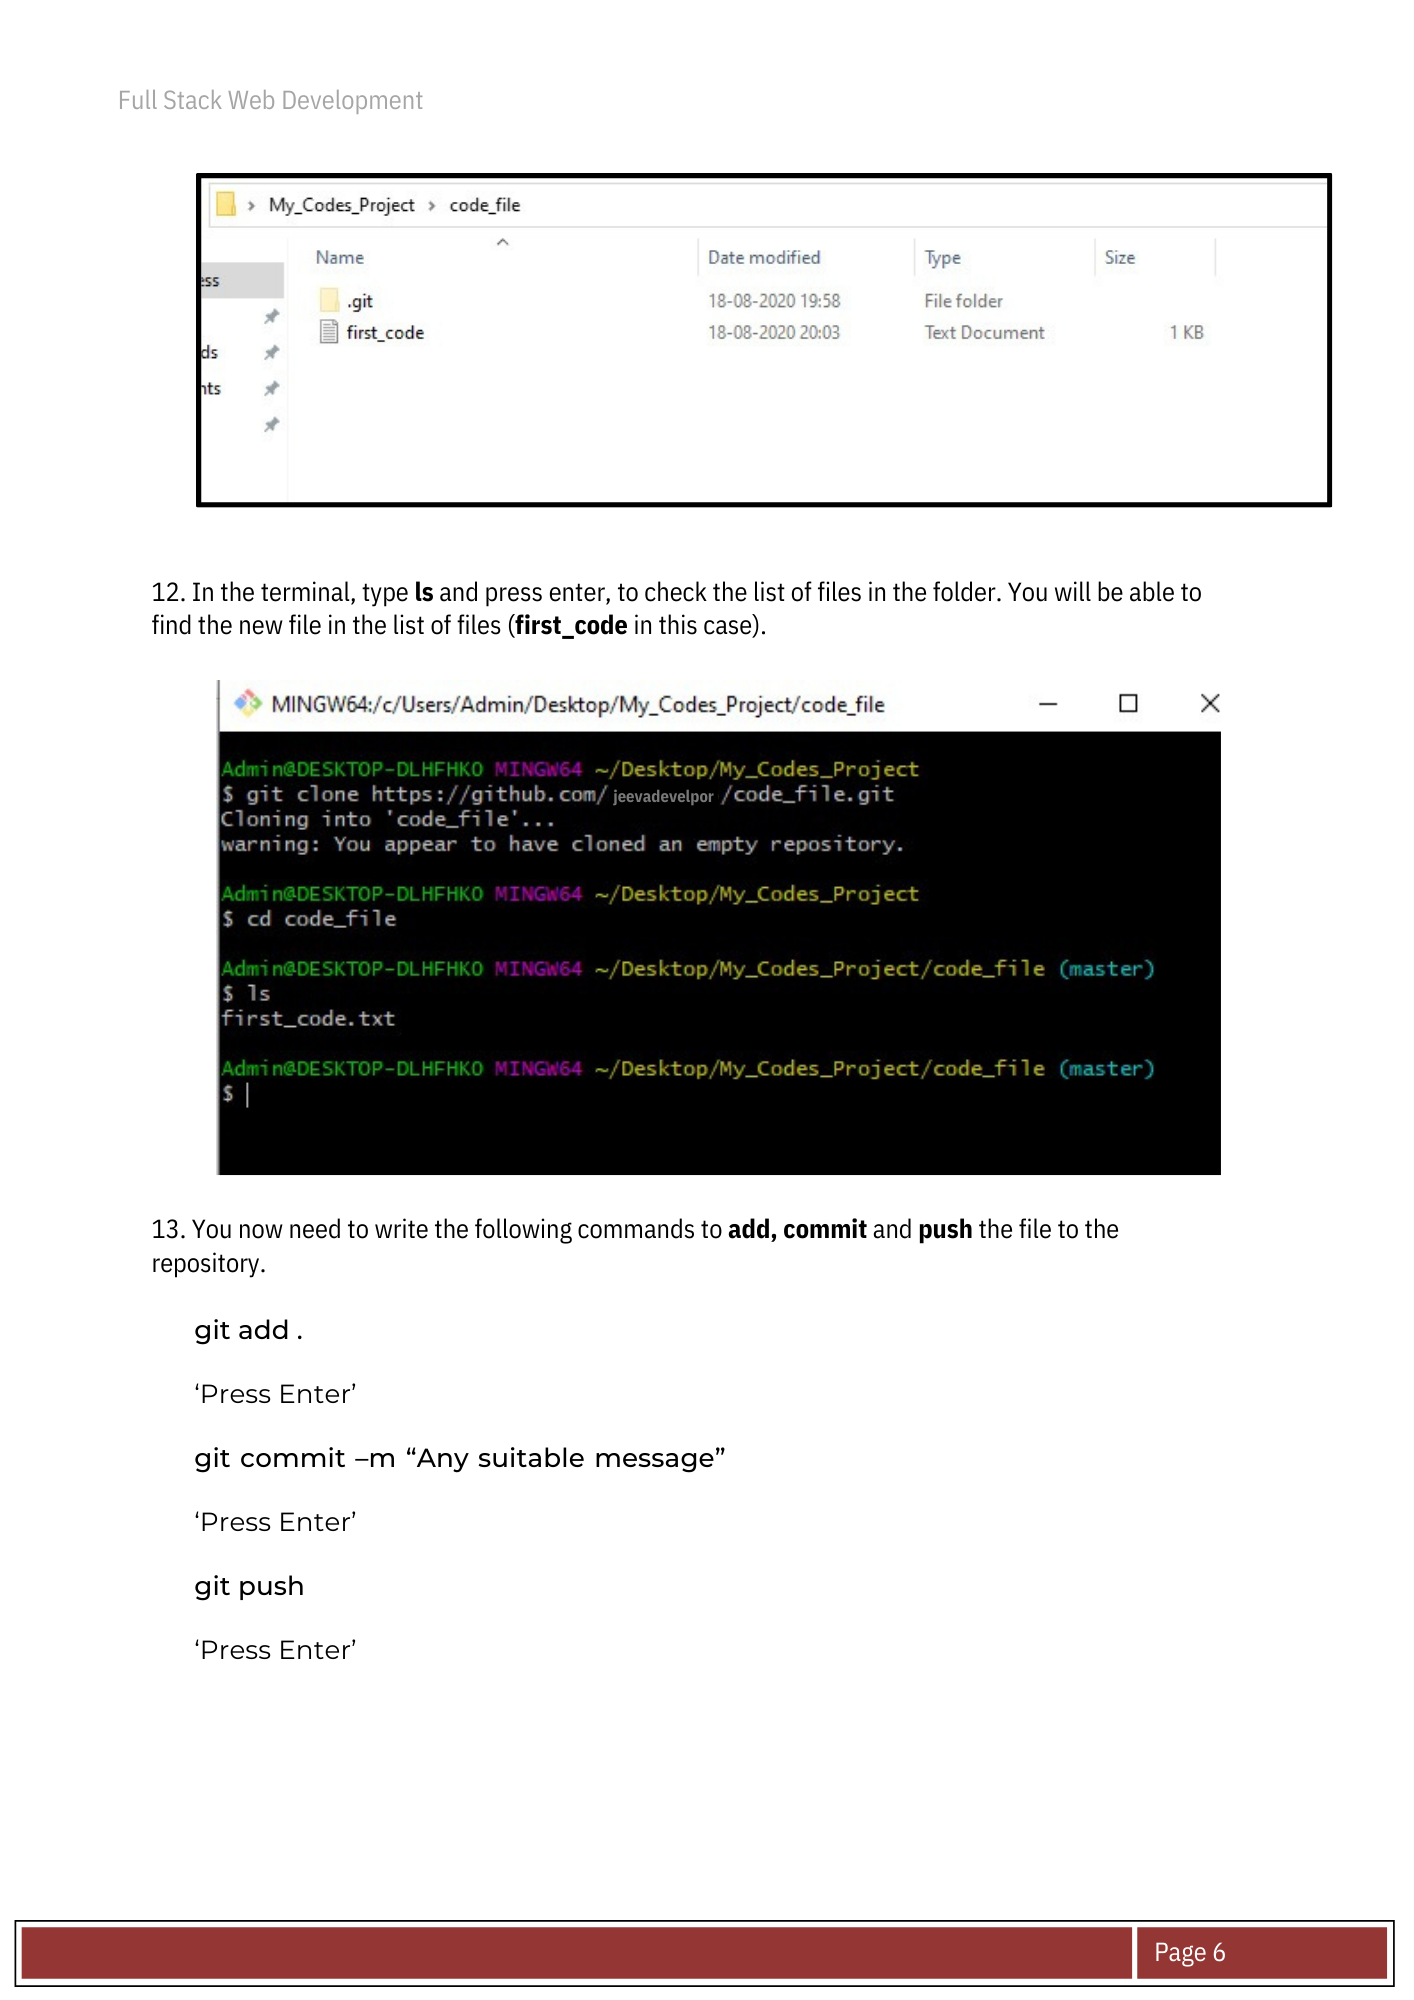 Full Stack Web Development
My_Codes_Project > code_file
Name Date modified Type Size
ess
.git 18-08-2020 19:58 File folder
first_code 18-08-2020 20:03 Text Document 1 KB
ds
nts
12. In the terminal, type ls and press enter, to check the list of files in the folder. You will be able to
find the new file in the list of files (first_code in this case).
MINGW64:/c/Users/Admin/Desktop/My_Codes_Project/code_file
Admin@DESKTOP-DLHFHKO MINGW64 ~/Desktop/My_Codes_Project
$ git clone https://github.com/ jeevadevelpor /code_file.git
Cloning into 'code_file'...
warning: You appear to have cloned an empty repository.
Admin@DESKTOP-DLHFHKO MINGW64 ~/Desktop/My_Codes_Project
$ cd code_file
Admin@DESKTOP-DLHFHKO MINGW64 ~/Desktop/My_Codes_Project/code_file (master)
$ ls
first_code.txt
Admin@DESKTOP-DLHFHKO MINGW64 ~/Desktop/My_Codes_Project/code_file (master)
$
13. You now need to write the following commands to add, commit and push the file to the
repository.
git add .
‘Press Enter’
git commit –m “Any suitable message”
‘Press Enter’
git push
‘Press Enter’
Page 6